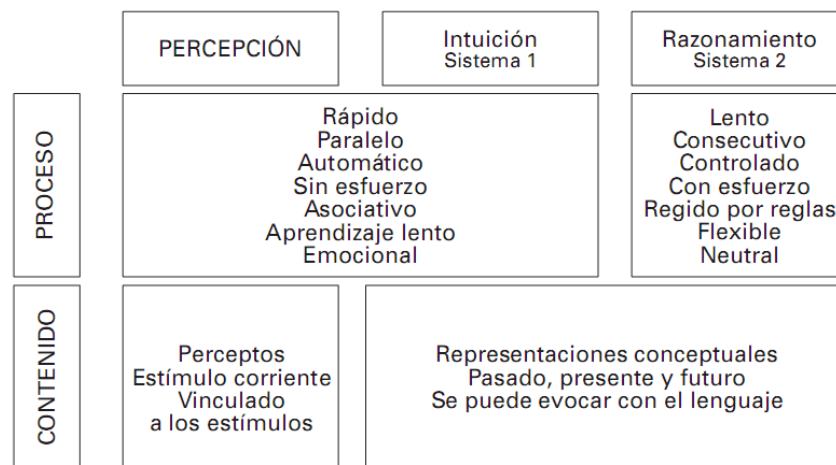 PERCEPCIÓN
Intuición
Sistema 1
Razonamiento
Sistema 2
PROCESO
Rápido
Paralelo
Automático
Sin esfuerzo
Asociativo
Aprendizaje lento
Emocional
Lento
Consecutivo
Controlado
Con esfuerzo
Regido por reglas
Flexible
Neutral
CONTENIDO
Perceptos
Estímulo corriente
Vinculado
a los estímulos
Representaciones conceptuales
Pasado, presente y futuro
Se puede evocar con el lenguaje